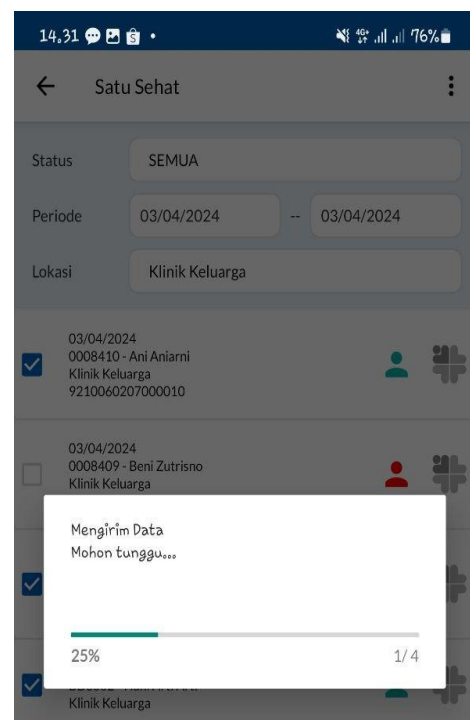 14.31
76%
Satu Sehat
Status SEMUA
Periode 03/04/2024 -- 03/04/2024
Lokasi Klinik Keluarga
03/04/2024
0008410 - Ani Aniarni
Klinik Keluarga
9210060207000010
03/04/2024
0008409 - Beni Zutrisno
Klinik Keluarga
Mengirim Data
Mohon tunggu...
25% 1/ 4
Klinik Keluarga